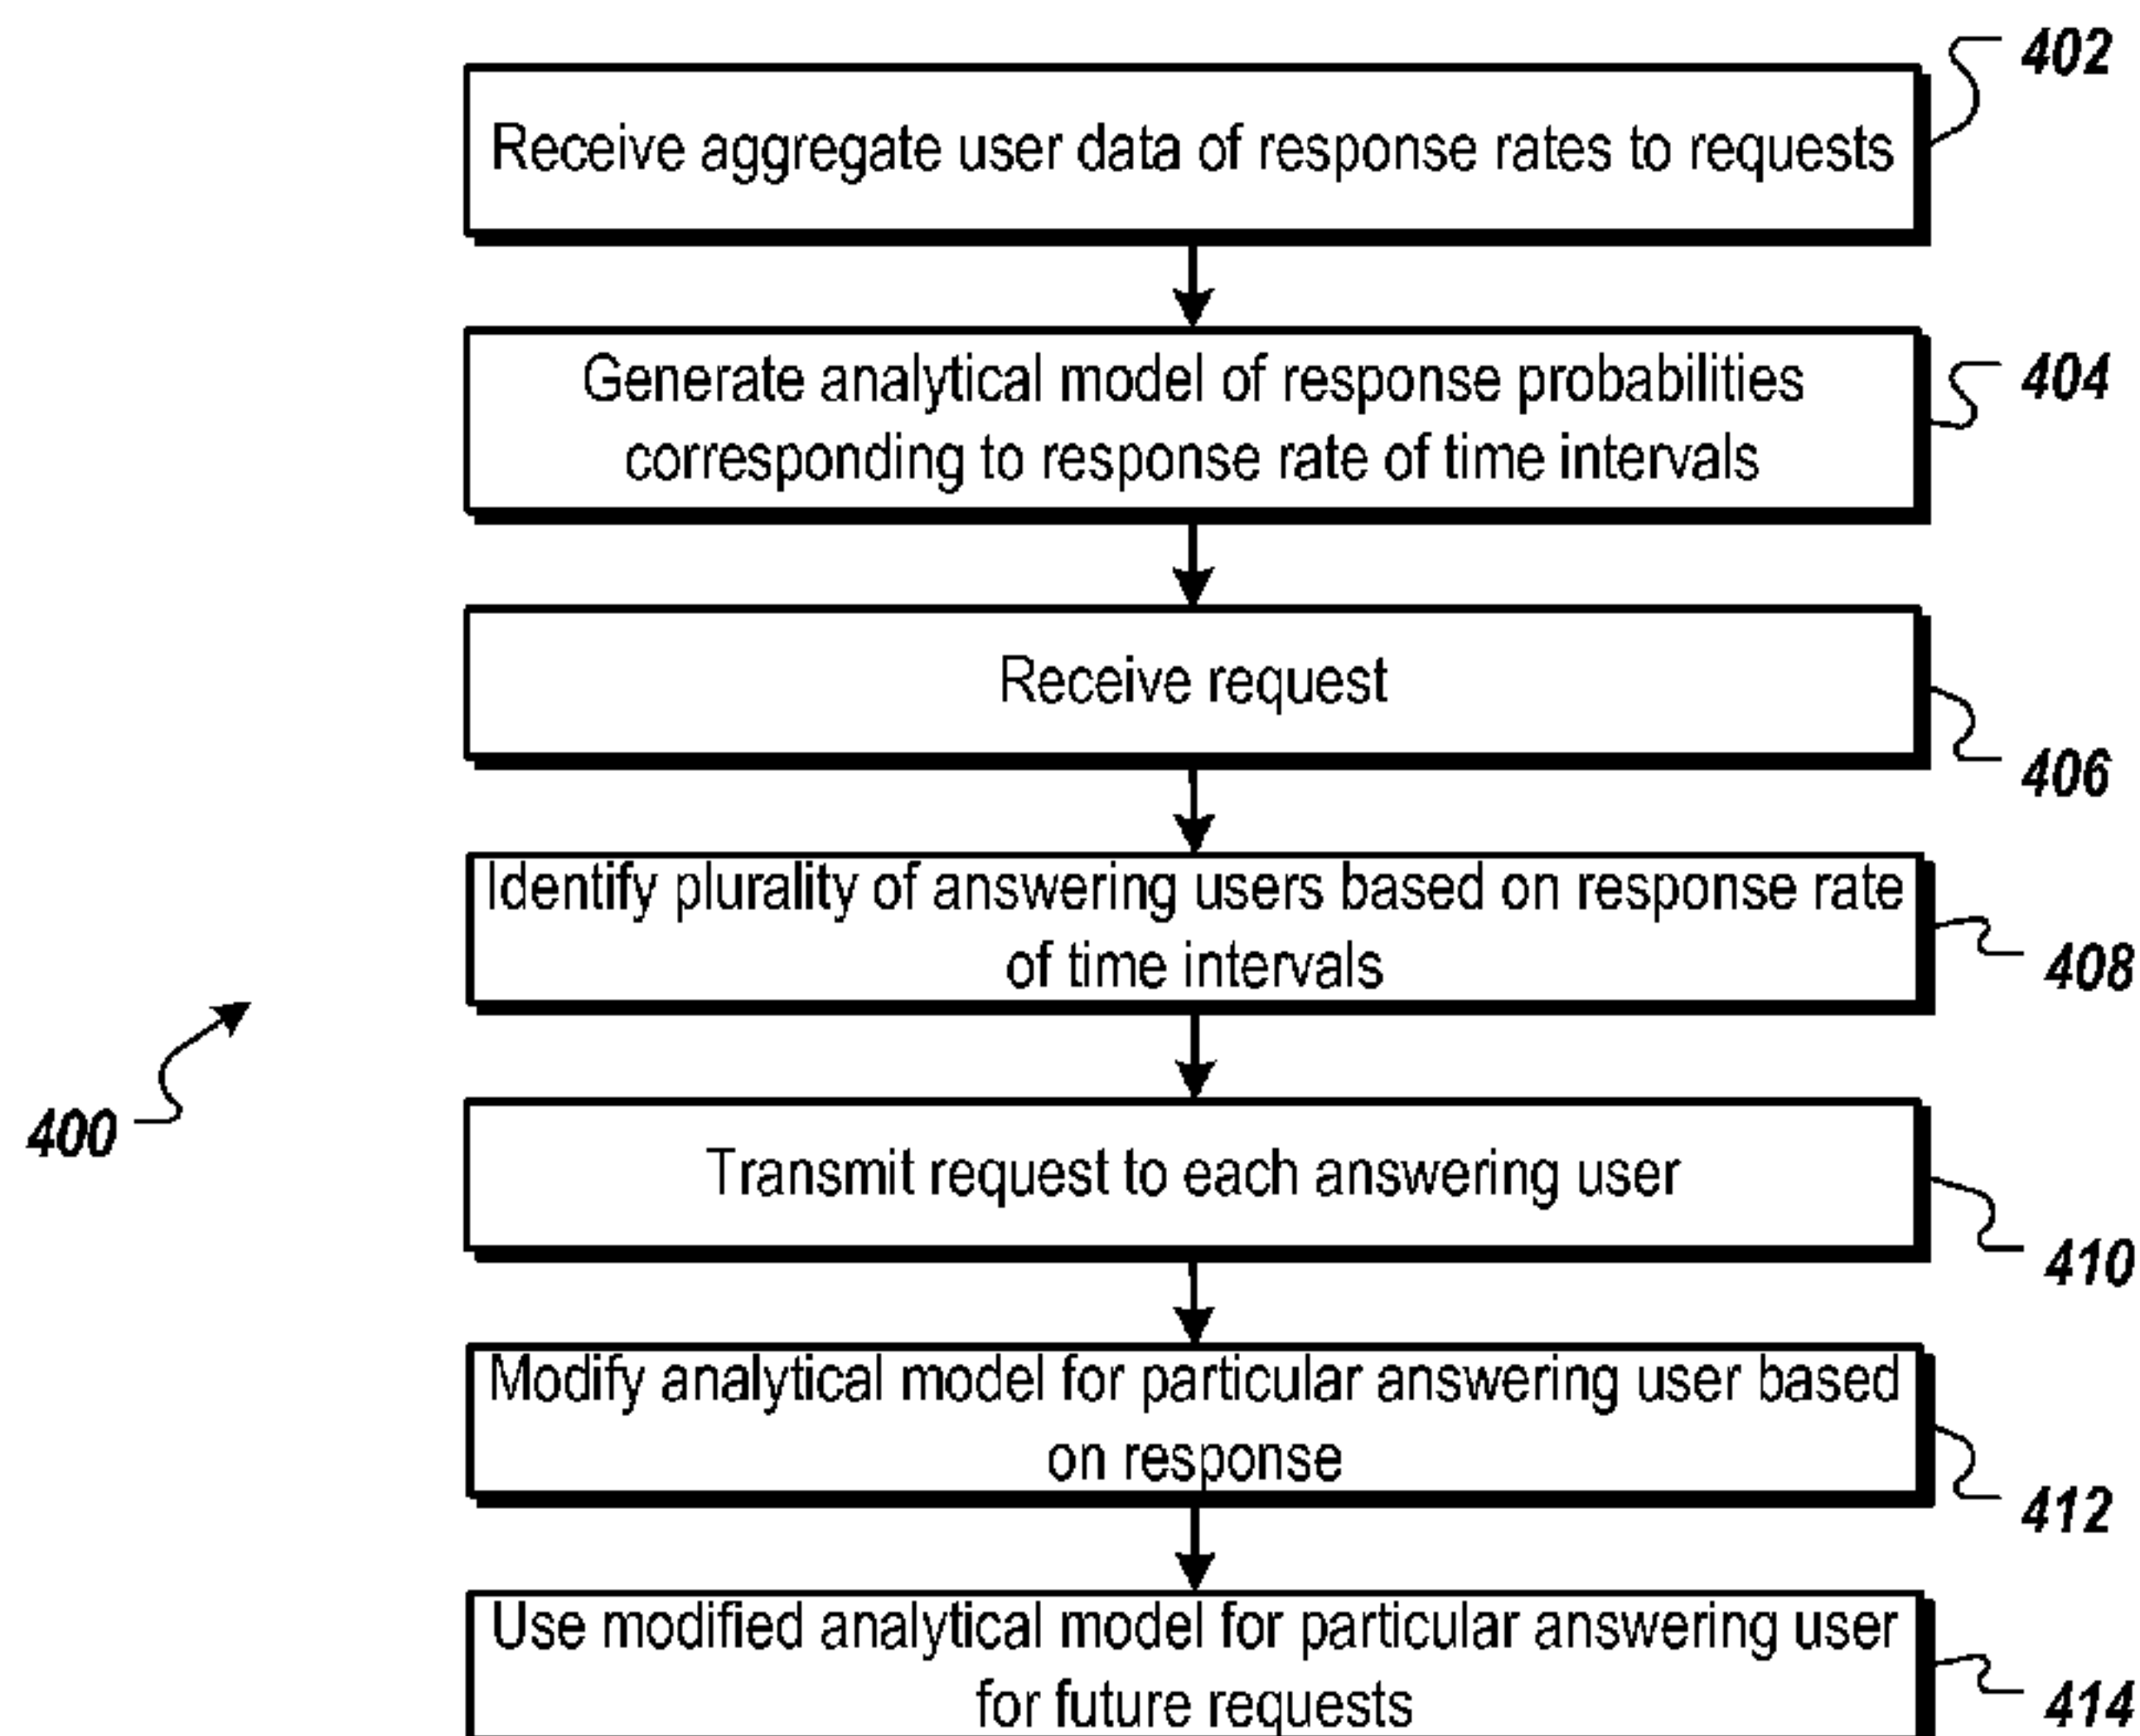 402
Receive aggregate user data of response rates to requests
Generate analytical model of response probabilities
corresponding to response rate of time intervals
404
Receive request
406
Identify plurality of answering users based on response rate
of time intervals
408
400
Transmit request to each answering user
410
Modify analytical model for particular answering user based
on response
412
Use modified analytical model for particular answering user
for future requests
414